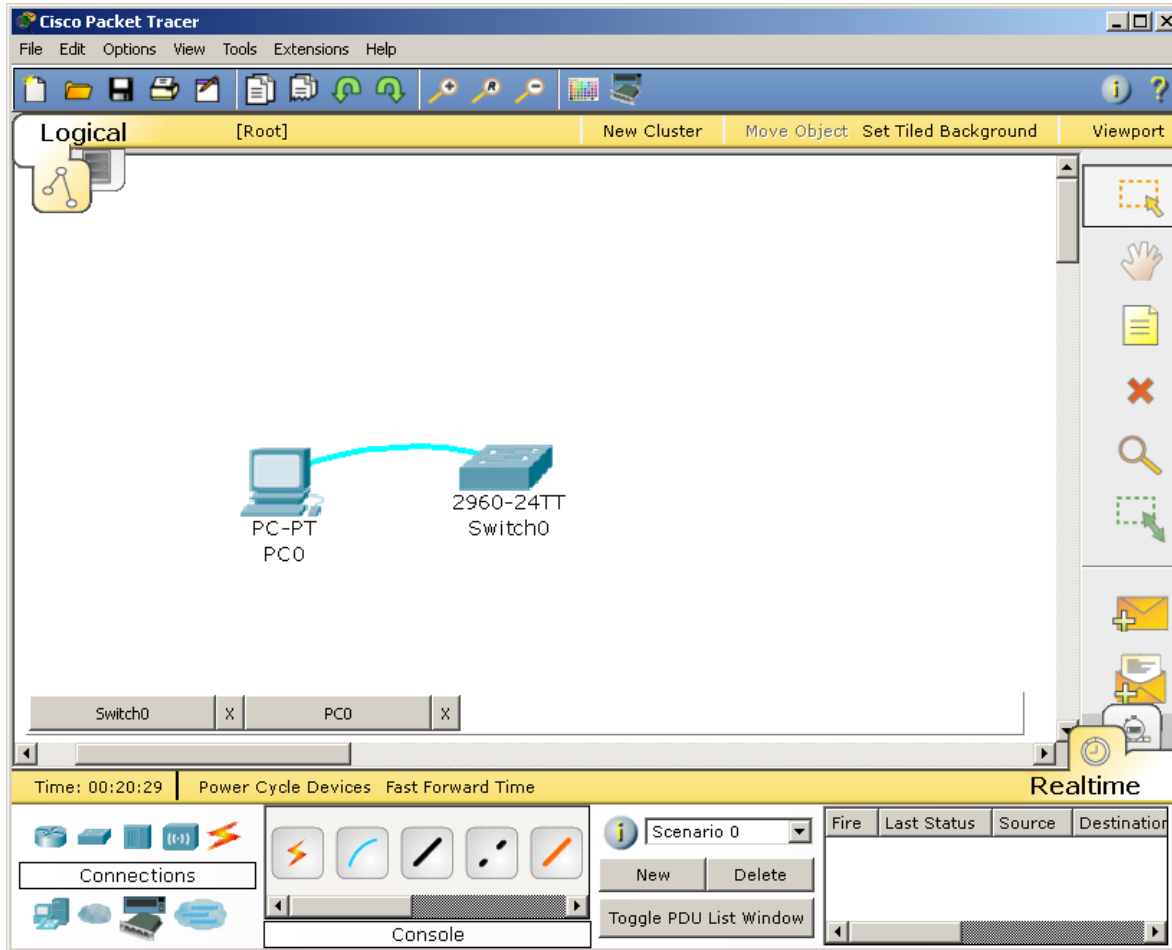 Cisco Packet Tracer
File Edit Options View Tools Extensions Help
Logical [Root] New Cluster Move Object Set Tiled Background Viewport
PC-PT
PC0
2960-24TT
Switch0
Switch0 X PC0 X
Time: 00:20:29 Power Cycle Devices Fast Forward Time Realtime
Connections
Console
Scenario 0
New Delete
Toggle PDU List Window
Fire Last Status Source Destination